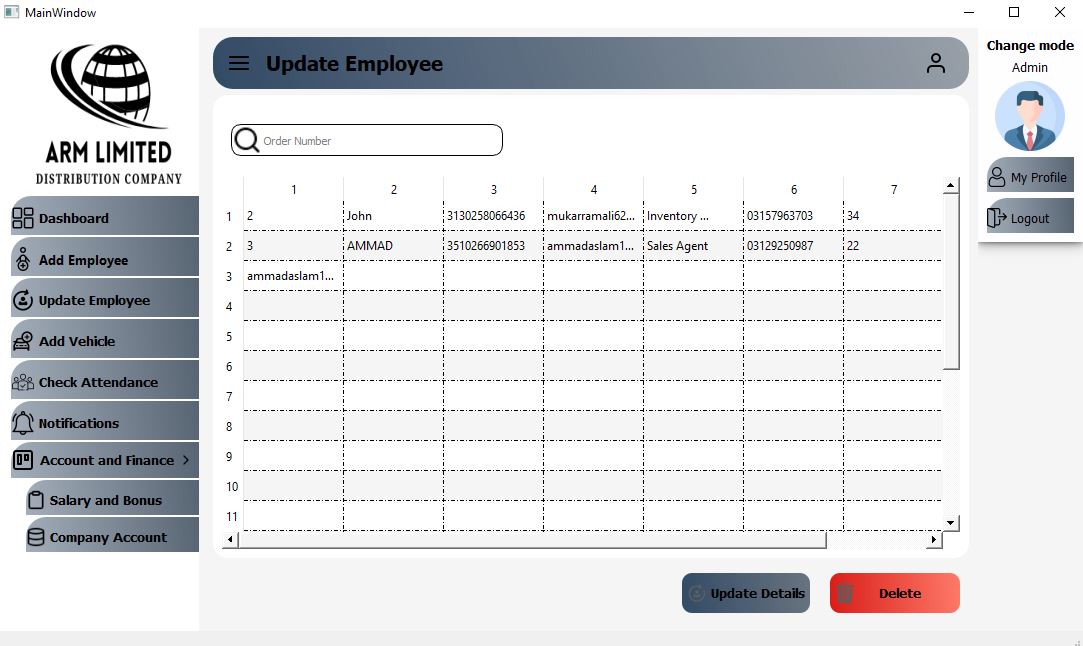 MainWindow
ARM LIMITED
DISTRIBUTION COMPANY
Dashboard
Add Employee
Update Employee
Add Vehicle
Check Attendance
Notifications
Account and Finance
Salary and Bonus
Company Account
Update Employee
Order Number
1 2 3 4 5 6 7
1 2 John 3130258066436 mukarramali62... Inventory ... 03157963703 34
2 3 AMMAD 3510266901853 ammadaslam1... Sales Agent 03129250987 22
3 ammadaslam1...
4
5
6
7
8
9
10
11
Update Details
Delete
Change mode
Admin
My Profile
Logout